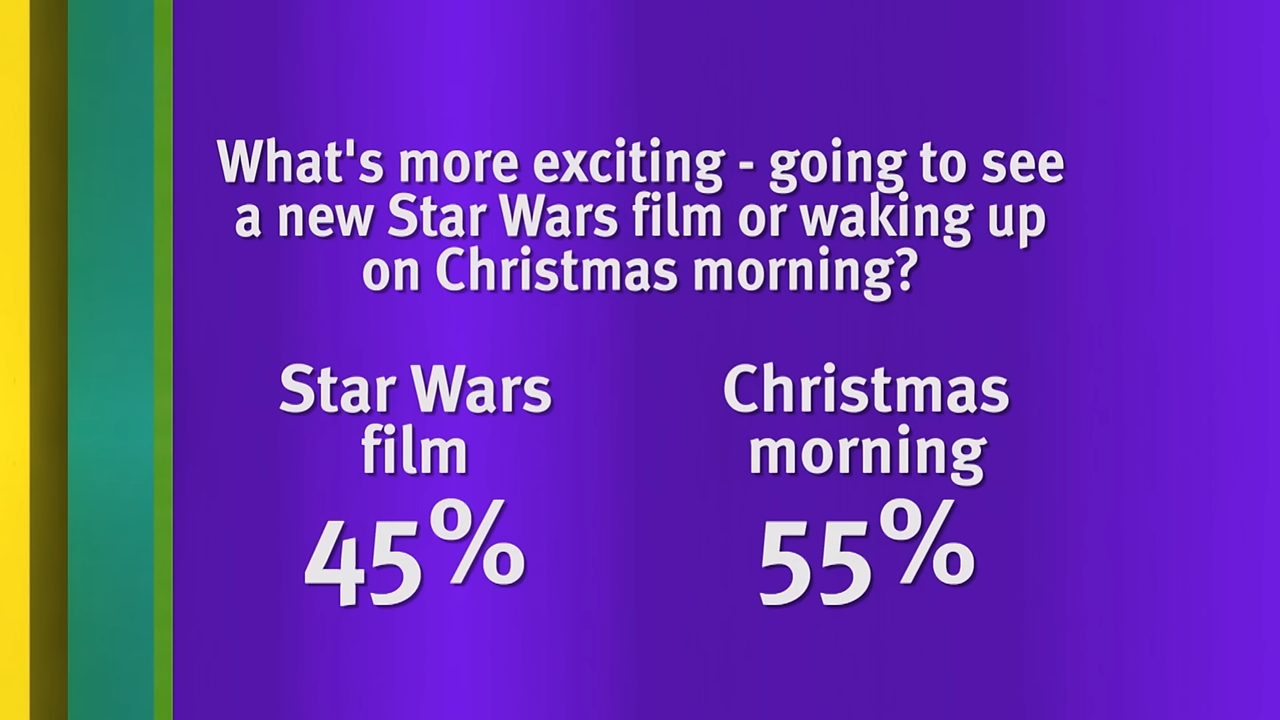 What's more exciting - going to see
a new Star Wars film or waking up
on Christmas morning?
Star Wars
film
45%
Christmas
morning
55%